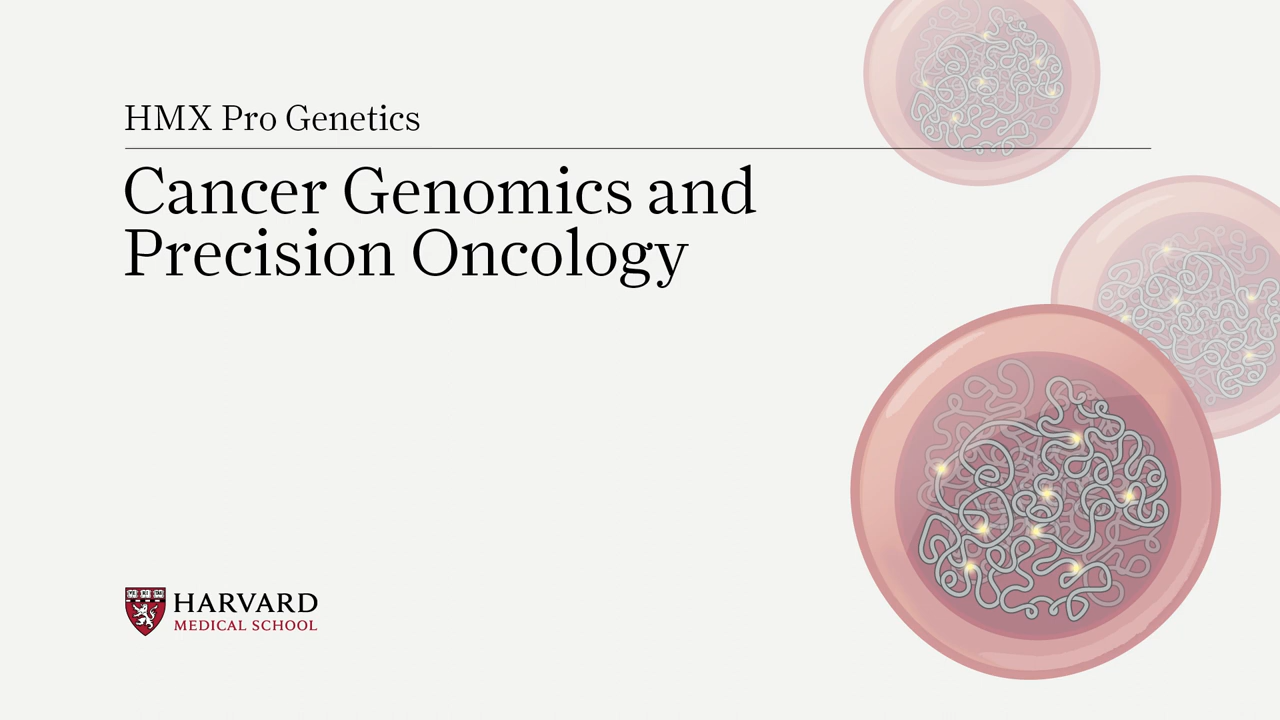 HMX Pro Genetics
Cancer Genomics and
Precision Oncology
HARVARD
MEDICAL SCHOOL